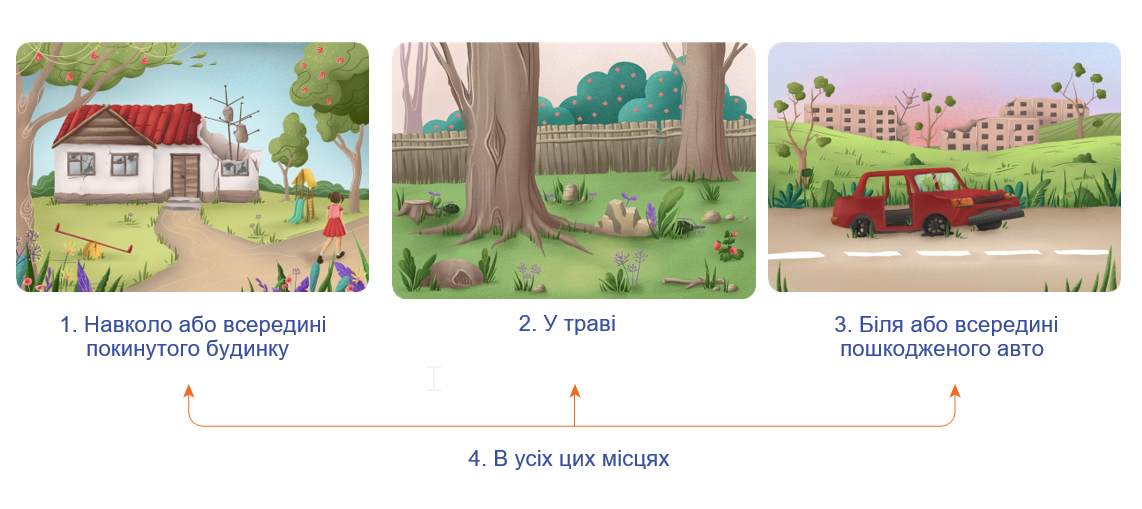 1. Навколо або всередині
покинутого будинку
2. У траві
3. Біля або всередині
пошкодженого авто
4. В усіх цих місцях